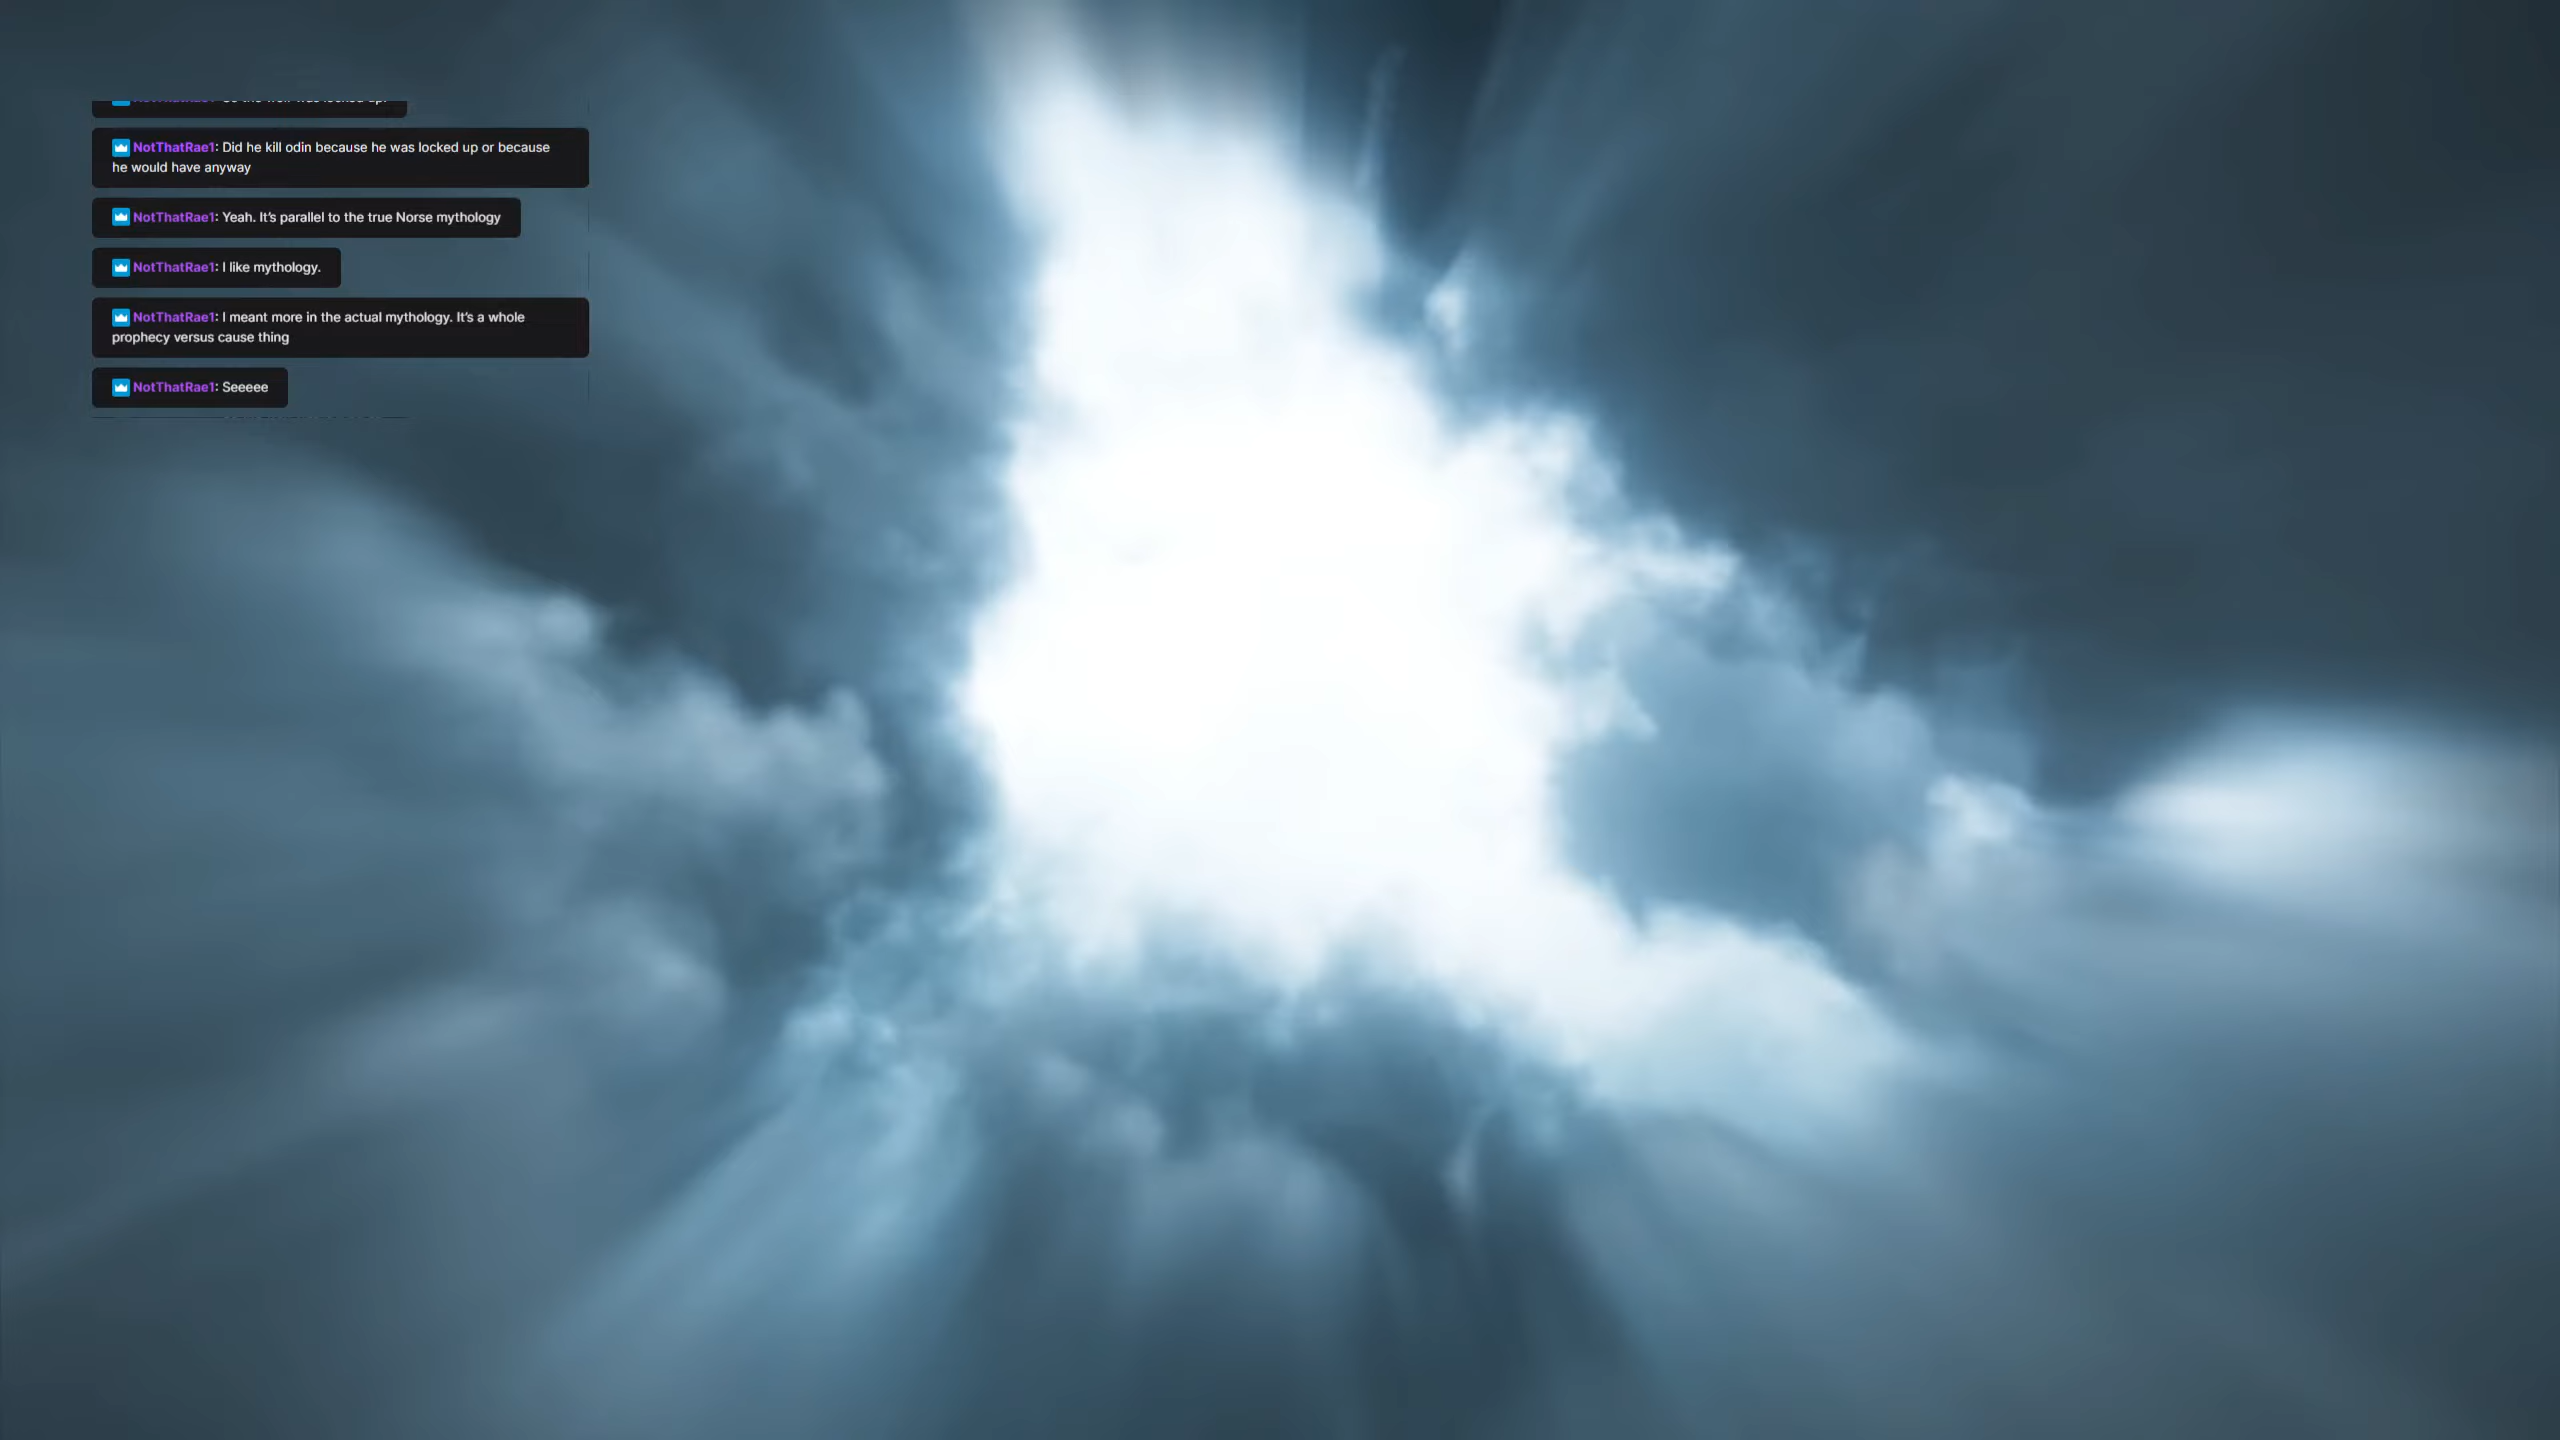 NotThatRae1: Did he kill odin because he was locked up or because
he would have anyway
NotThatRae1: Yeah. It's parallel to the true Norse mythology
NotThatRae1: I like mythology.
NotThatRae1: I meant more in the actual mythology. It's a whole
prophecy versus cause thing
NotThatRae1: Seeeee